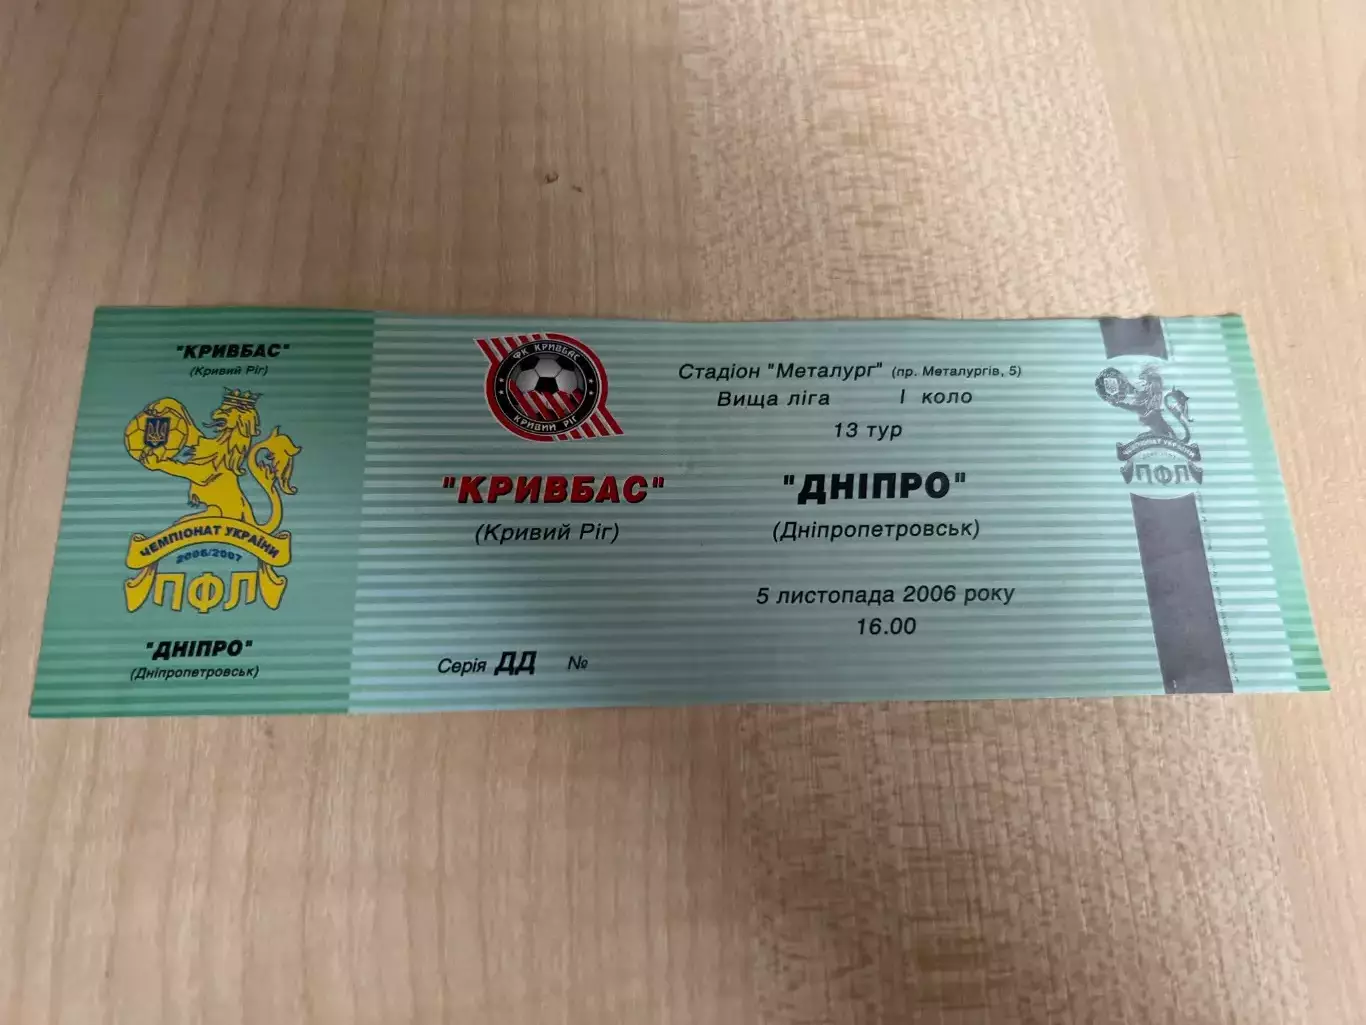 "КРИВБАС"
(Кривий Ріг)
ЧЕМПІОНАТ УКРАЇНИ
2006/2007
ПФЛ
"ДНІПРО"
(Дніпропетровськ)
ФК КРИВБАС
КРИВИЙ РІГ
Стадіон "Металург" (пр. Металургів, 5)
Вища ліга І коло
13 тур
"КРИВБАС" "ДНІПРО"
(Кривий Ріг) (Дніпропетровськ)
5 листопада 2006 року
16.00
Серія ДД №
ПФЛ